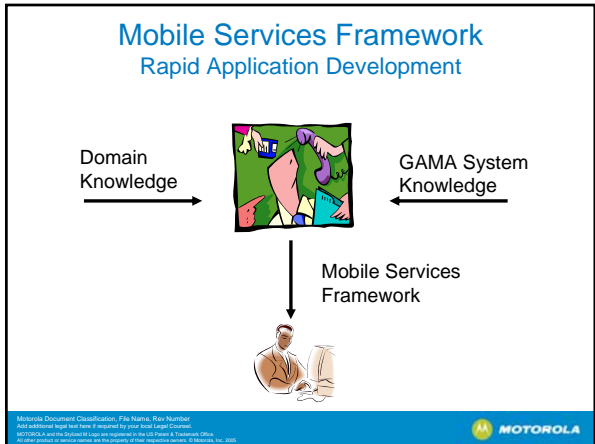 Mobile Services Framework
Rapid Application Development
Domain
Knowledge
GAMA System
Knowledge
Mobile Services
Framework
Motorola Document Classification, File Name, Rev Number
Add additional legal text here if required by your local Legal Counsel.
MOTOROLA and the Stylized M Logo are registered in the US Patent & Trademark Office.
All other product or service names are the property of their respective owners. © Motorola, Inc. 2005
MOTOROLA